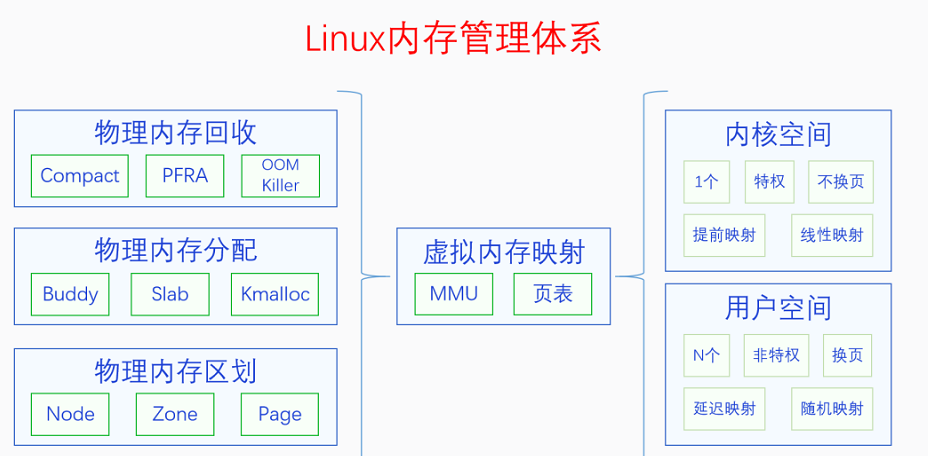 Linux内存管理体系
物理内存回收
Compact
PFRA
OOM
Killer
物理内存分配
Buddy
Slab
Kmalloc
物理内存区划
Node
Zone
Page
虚拟内存映射
MMU
页表
内核空间
1个
特权
不换页
提前映射
线性映射
用户空间
N个
非特权
换页
延迟映射
随机映射